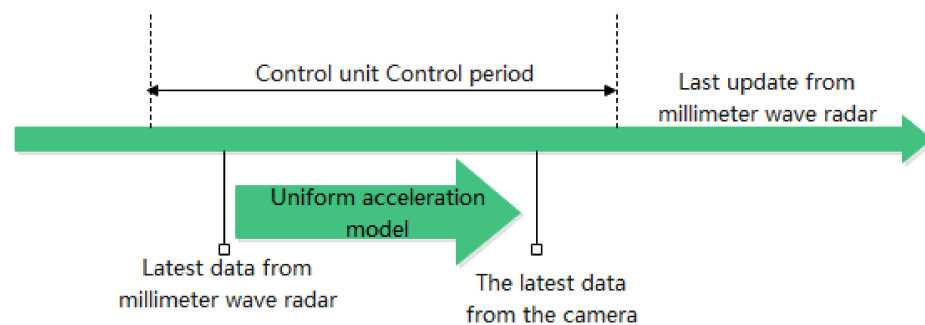 Control unit Control period
Last update from
millimeter wave radar
Uniform acceleration
model
Latest data from
millimeter wave radar
The latest data
from the camera